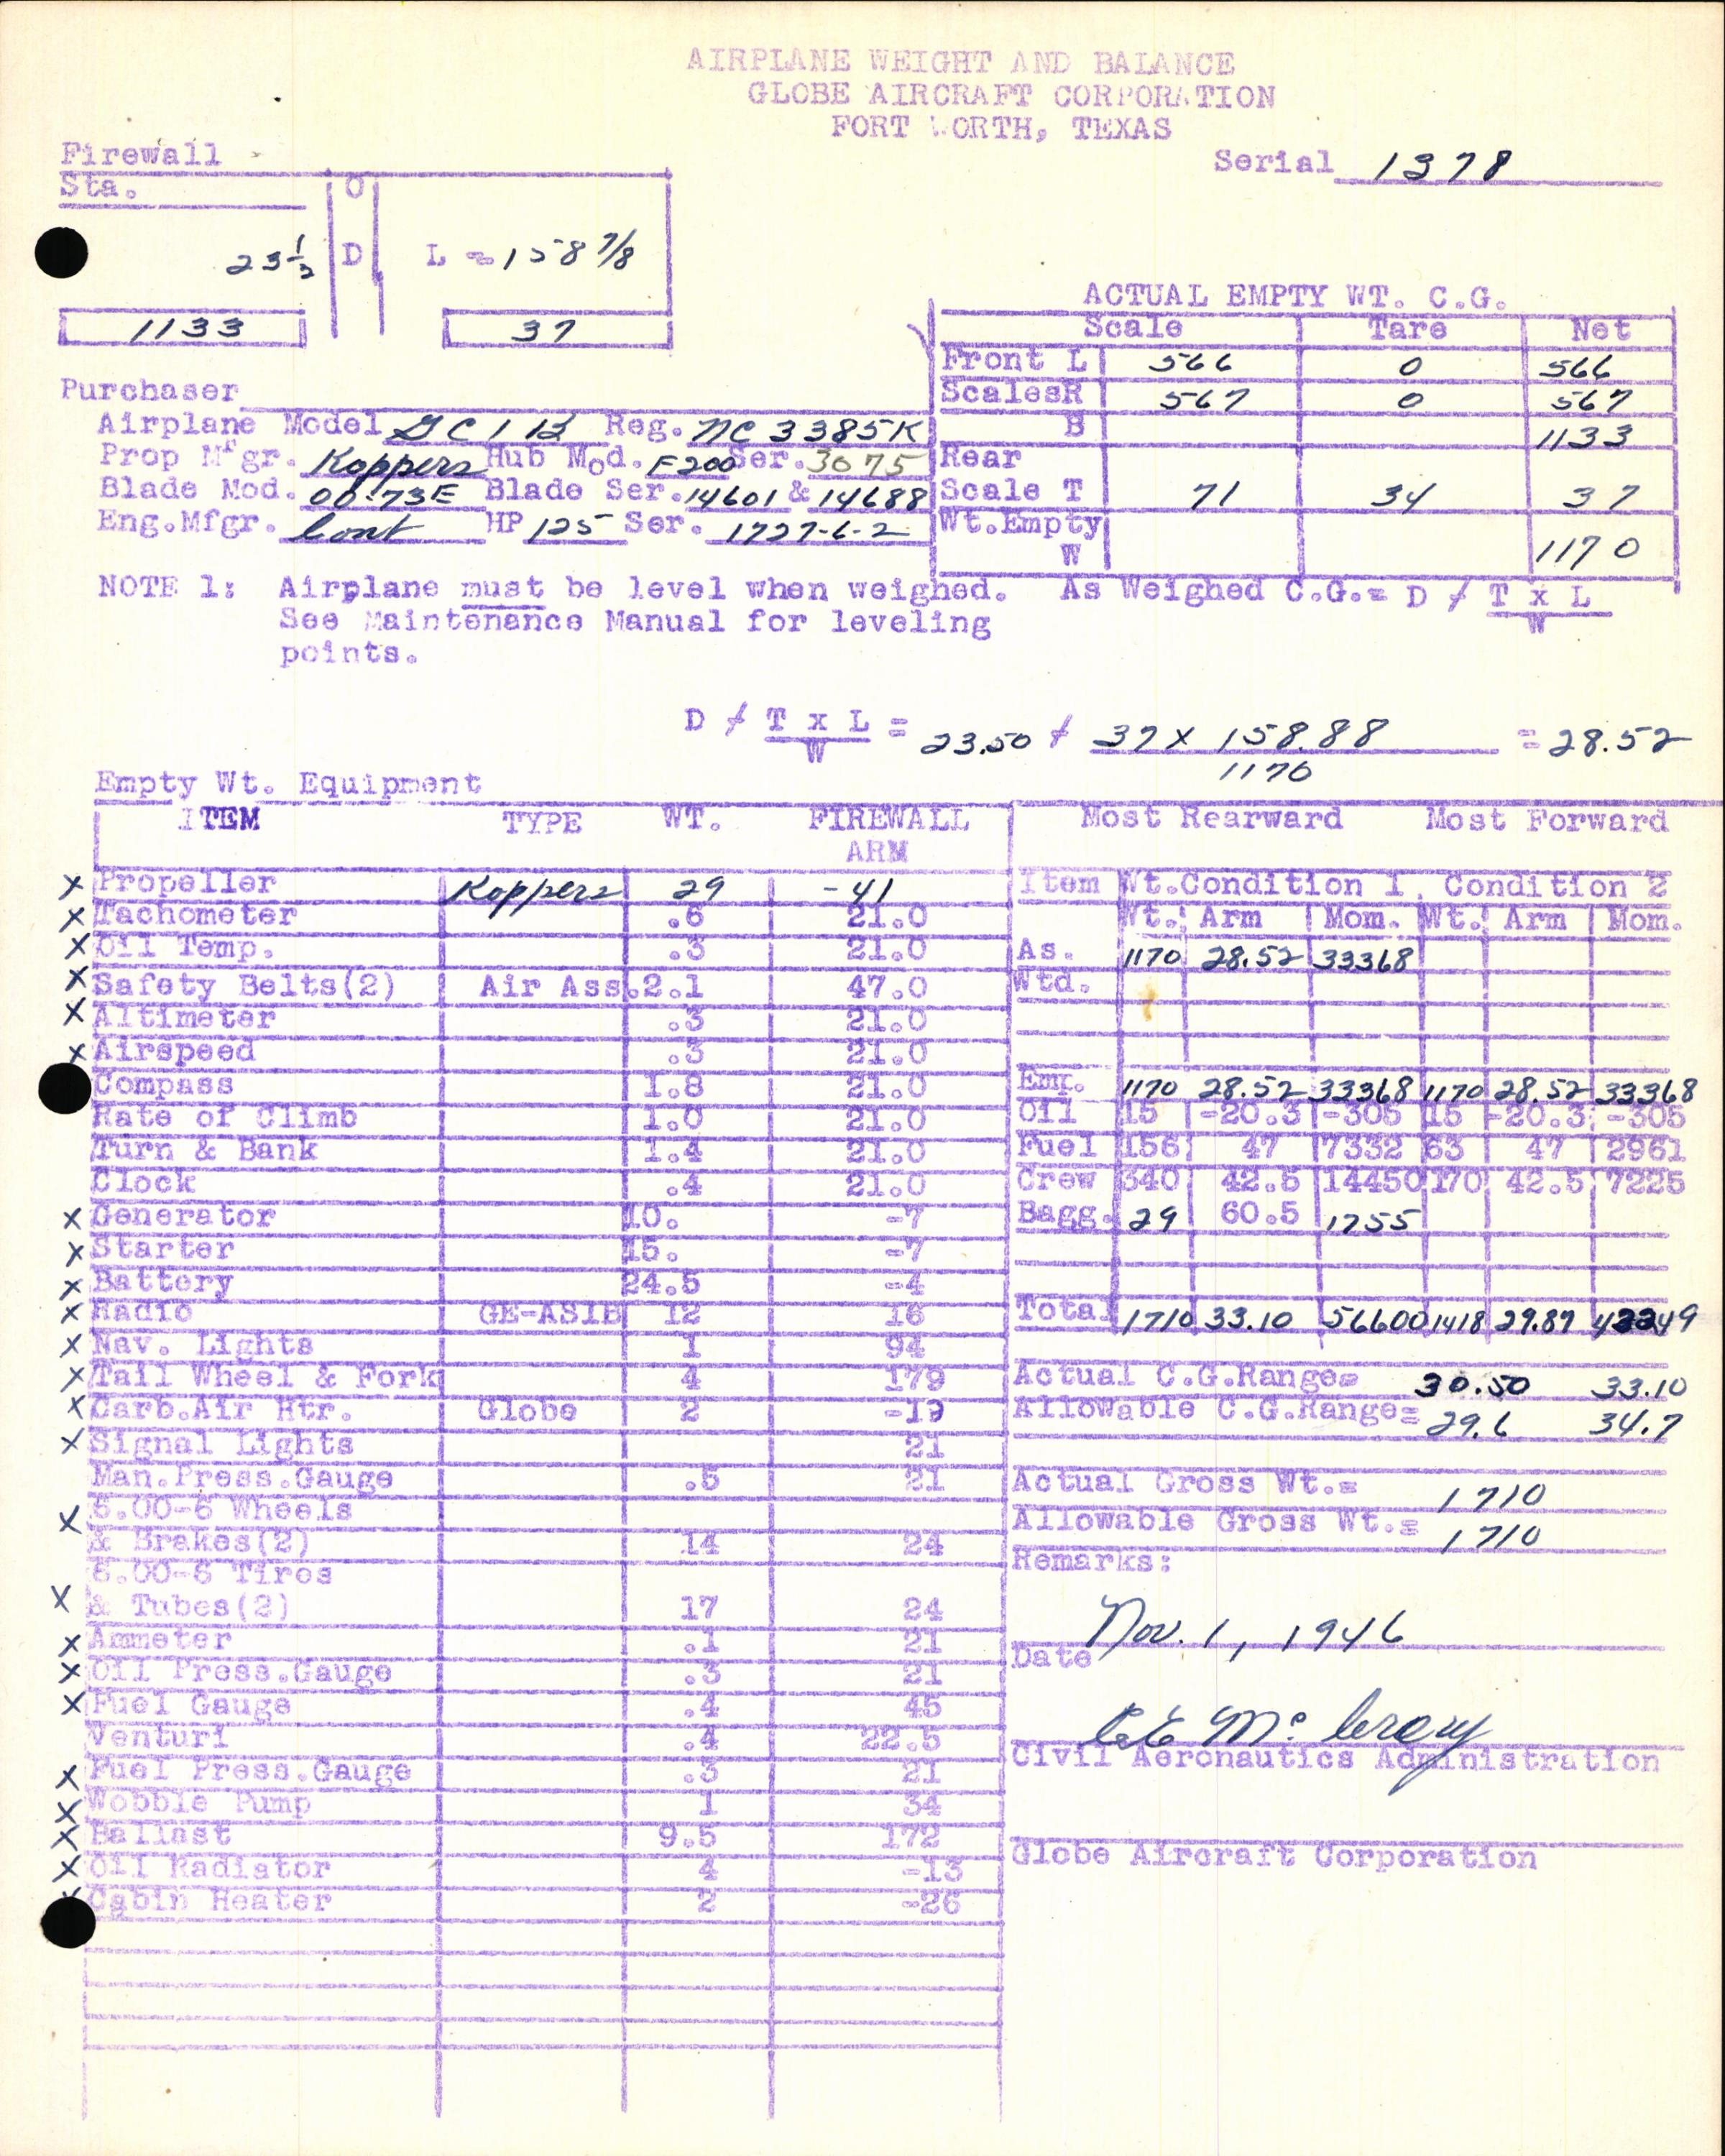 AIRPLANE WEIGHT AND BALANCE
GLOBE AIRCRAFT CORPORATION
FORT WORTH, TEXAS
Serial 1378
Firewall
Sta. O
23½ D L = 158 7/8
1133 37
ACTUAL EMPTY WT. C.G.
Scale Tare Net
Front L 566 0 566
Scales R 567 0 567
B 1133
Rear
Scale T 71 34 37
Wt. Empty
W 1170
Purchaser
Airplane Model GC1B Reg. NC 3385K
Prop Mfgr. Koppers Hub Mod. F200 Ser. 3075
Blade Mod. 00-73E Blade Ser. 14601 & 14688
Eng.Mfgr. Cont HP 125 Ser. 1727-6-2
NOTE 1: Airplane must be level when weighed. As Weighed C.G.= D / T x L
W
See Maintenance Manual for leveling
points.
D / T x L = 23.50 / 37 x 158.88 = 28.52
W 1170
Empty Wt. Equipment
ITEM TYPE WT. FIREWALL
ARM
X Propeller Koppers 29 -41
X Tachometer .6 21.0
X Oil Temp. .3 21.0
X Safety Belts(2) Air Ass. 2.1 47.0
X Altimeter .3 21.0
X Airspeed .3 21.0
Compass 1.8 21.0
Rate of Climb 1.0 21.0
Turn & Bank 1.4 21.0
Clock .4 21.0
X Generator 10. -7
X Starter 15. -7
X Battery 24.5 -4
X Radio GE-AS1B 12 16
X Nav. Lights 1 94
X Tail Wheel & Fork 4 179
X Carb.Air Htr. Globe 2 -19
X Signal Lights 21
Man.Press.Gauge .5 21
X 6.00-6 Wheels
& Brakes(2) 14 24
6.00-6 Tires
X & Tubes(2) 17 24
X Ammeter .1 21
X Oil Press.Gauge .3 21
X Fuel Gauge .4 45
Venturi .4 22.5
X Fuel Press.Gauge .3 21
X Wobble Pump 1 34
X Ballast 9.5 172
X Oil Radiator 4 -13
X Cabin Heater 2 -26
Most Rearward Most Forward
Item Wt.Condition 1, Condition 2
Wt. Arm Mom. Wt. Arm Mom.
As. 1170 28.52 33368
Wtd.
Emp. 1170 28.52 33368 1170 28.52 33368
Oil 15 -20.3 -305 15 -20.3 -305
Fuel 156 47 7332 63 47 2961
Crew 340 42.5 14450 170 42.5 7225
Bagg. 29 60.5 1755
Total 1710 33.10 56600 1418 29.87
Actual C.G.Range= 30.50 33.10
Allowable C.G.Range= 29.6 34.7
Actual Gross Wt.= 1710
Allowable Gross Wt.= 1710
Remarks:
Date Nov. 1, 1946
Civil Aeronautics Administration
Globe Aircraft Corporation